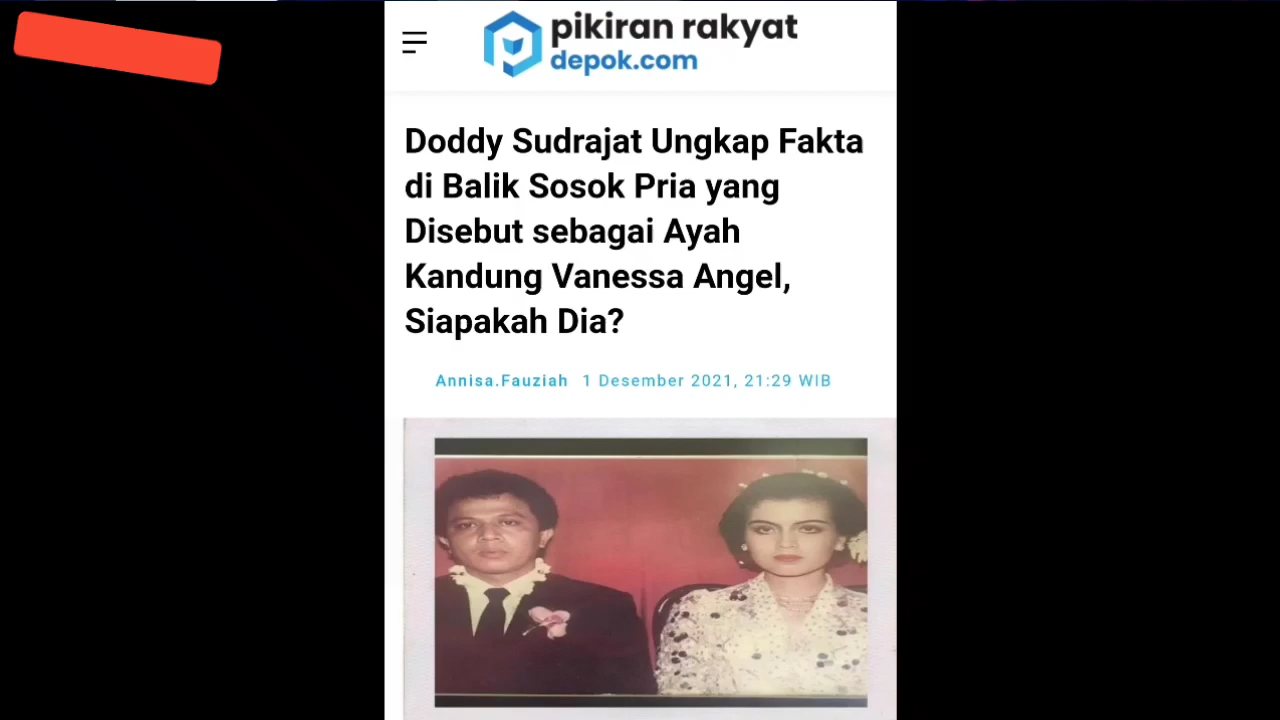 pikiran rakyat
depok.com
Doddy Sudrajat Ungkap Fakta
di Balik Sosok Pria yang
Disebut sebagai Ayah
Kandung Vanessa Angel,
Siapakah Dia?
Annisa.Fauziah 1 Desember 2021, 21:29 WIB